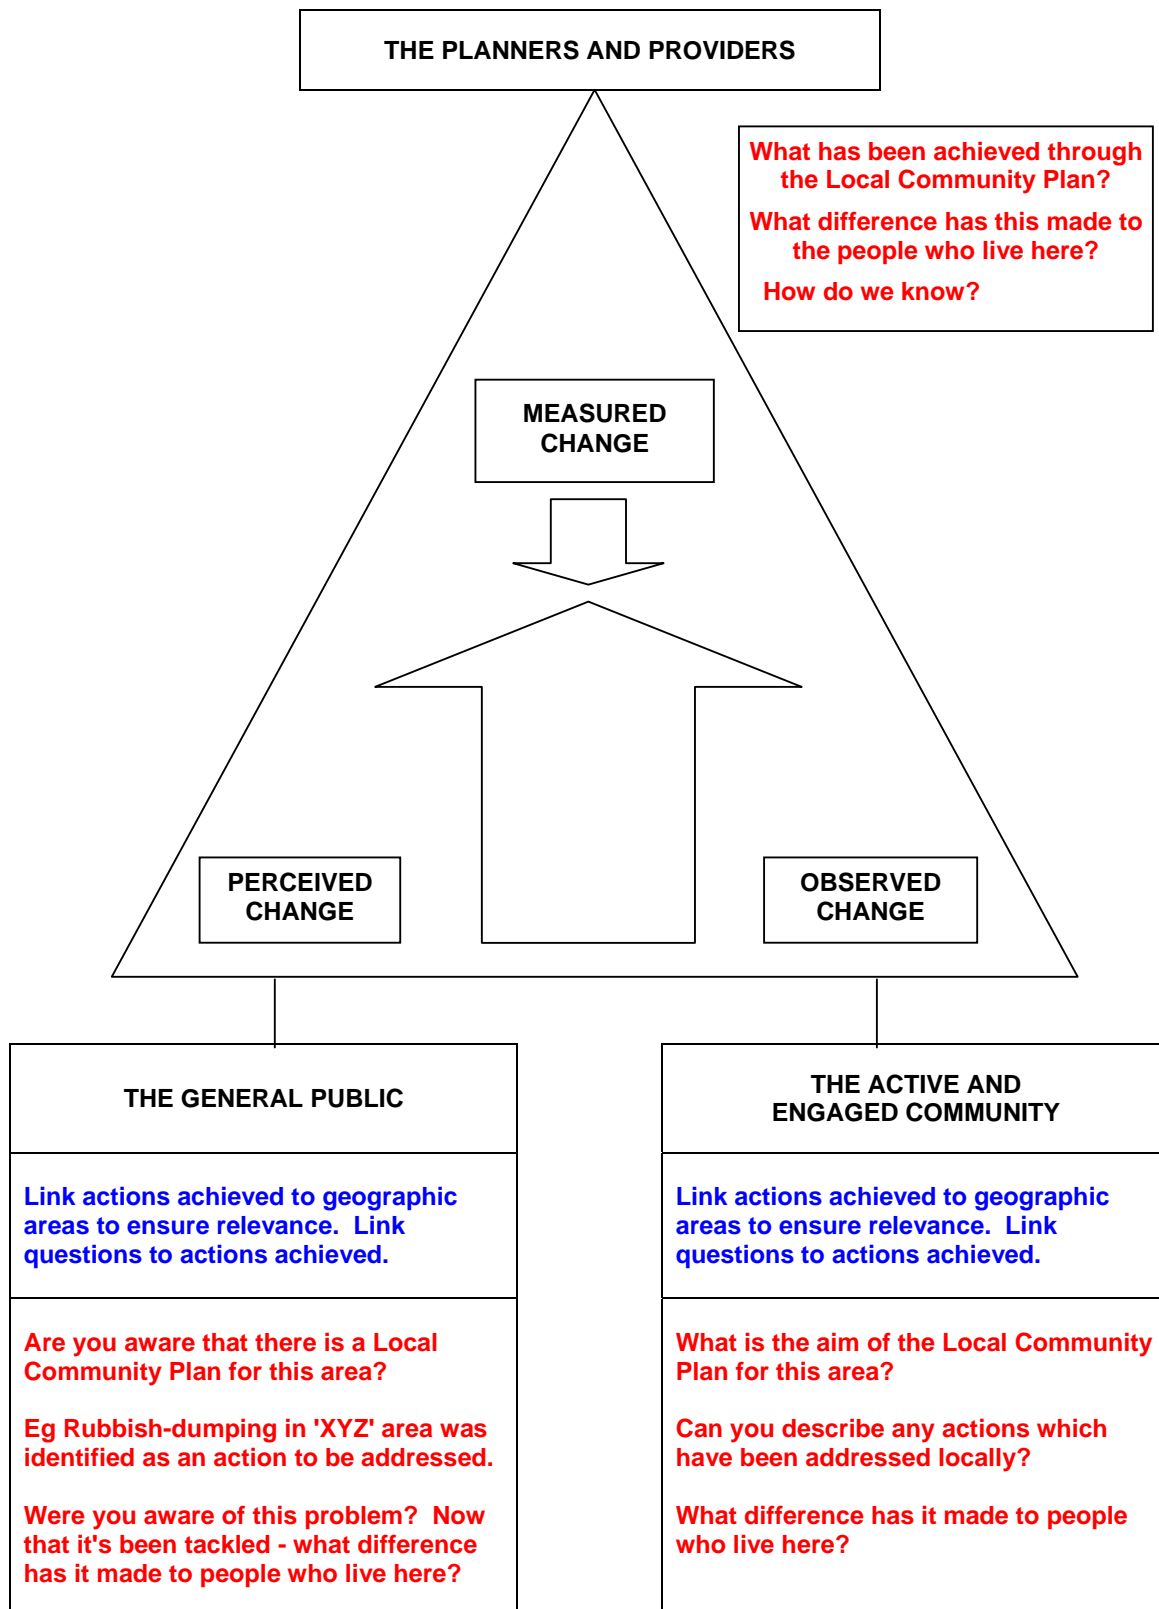 THE PLANNERS AND PROVIDERS
What has been achieved through
the Local Community Plan?
What difference has this made to
the people who live here?
How do we know?
MEASURED
CHANGE
PERCEIVED
CHANGE
OBSERVED
CHANGE
THE GENERAL PUBLIC
Link actions achieved to geographic
areas to ensure relevance.  Link
questions to actions achieved.
Are you aware that there is a Local
Community Plan for this area?
Eg Rubbish-dumping in 'XYZ' area was
identified as an action to be addressed.
Were you aware of this problem?  Now
that it's been tackled - what difference
has it made to people who live here?
THE ACTIVE AND
ENGAGED COMMUNITY
Link actions achieved to geographic
areas to ensure relevance.  Link
questions to actions achieved.
What is the aim of the Local Community
Plan for this area?
Can you describe any actions which
have been addressed locally?
What difference has it made to people
who live here?